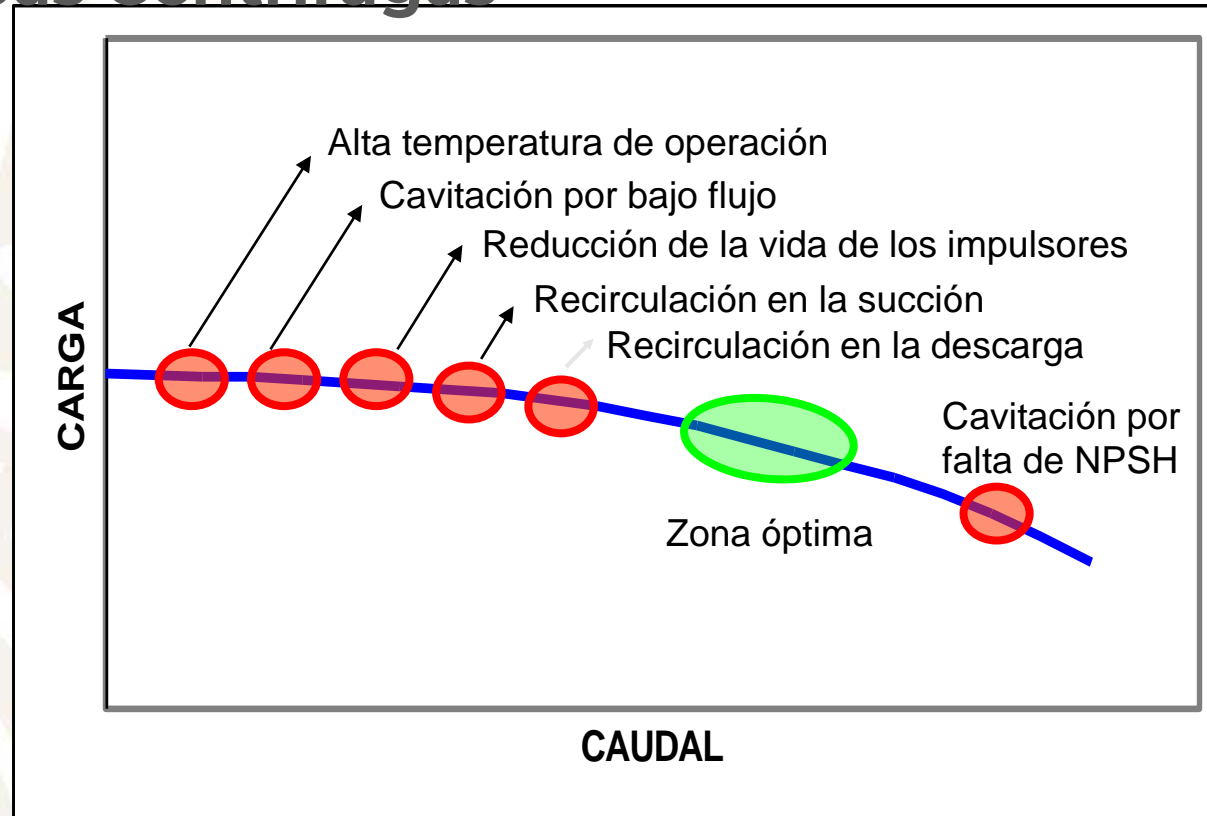 Alta temperatura de operación
Cavitación por bajo flujo
Reducción de la vida de los impulsores
Recirculación en la succión
Recirculación en la descarga
Cavitación por
falta de NPSH
Zona óptima
CARGA
CAUDAL